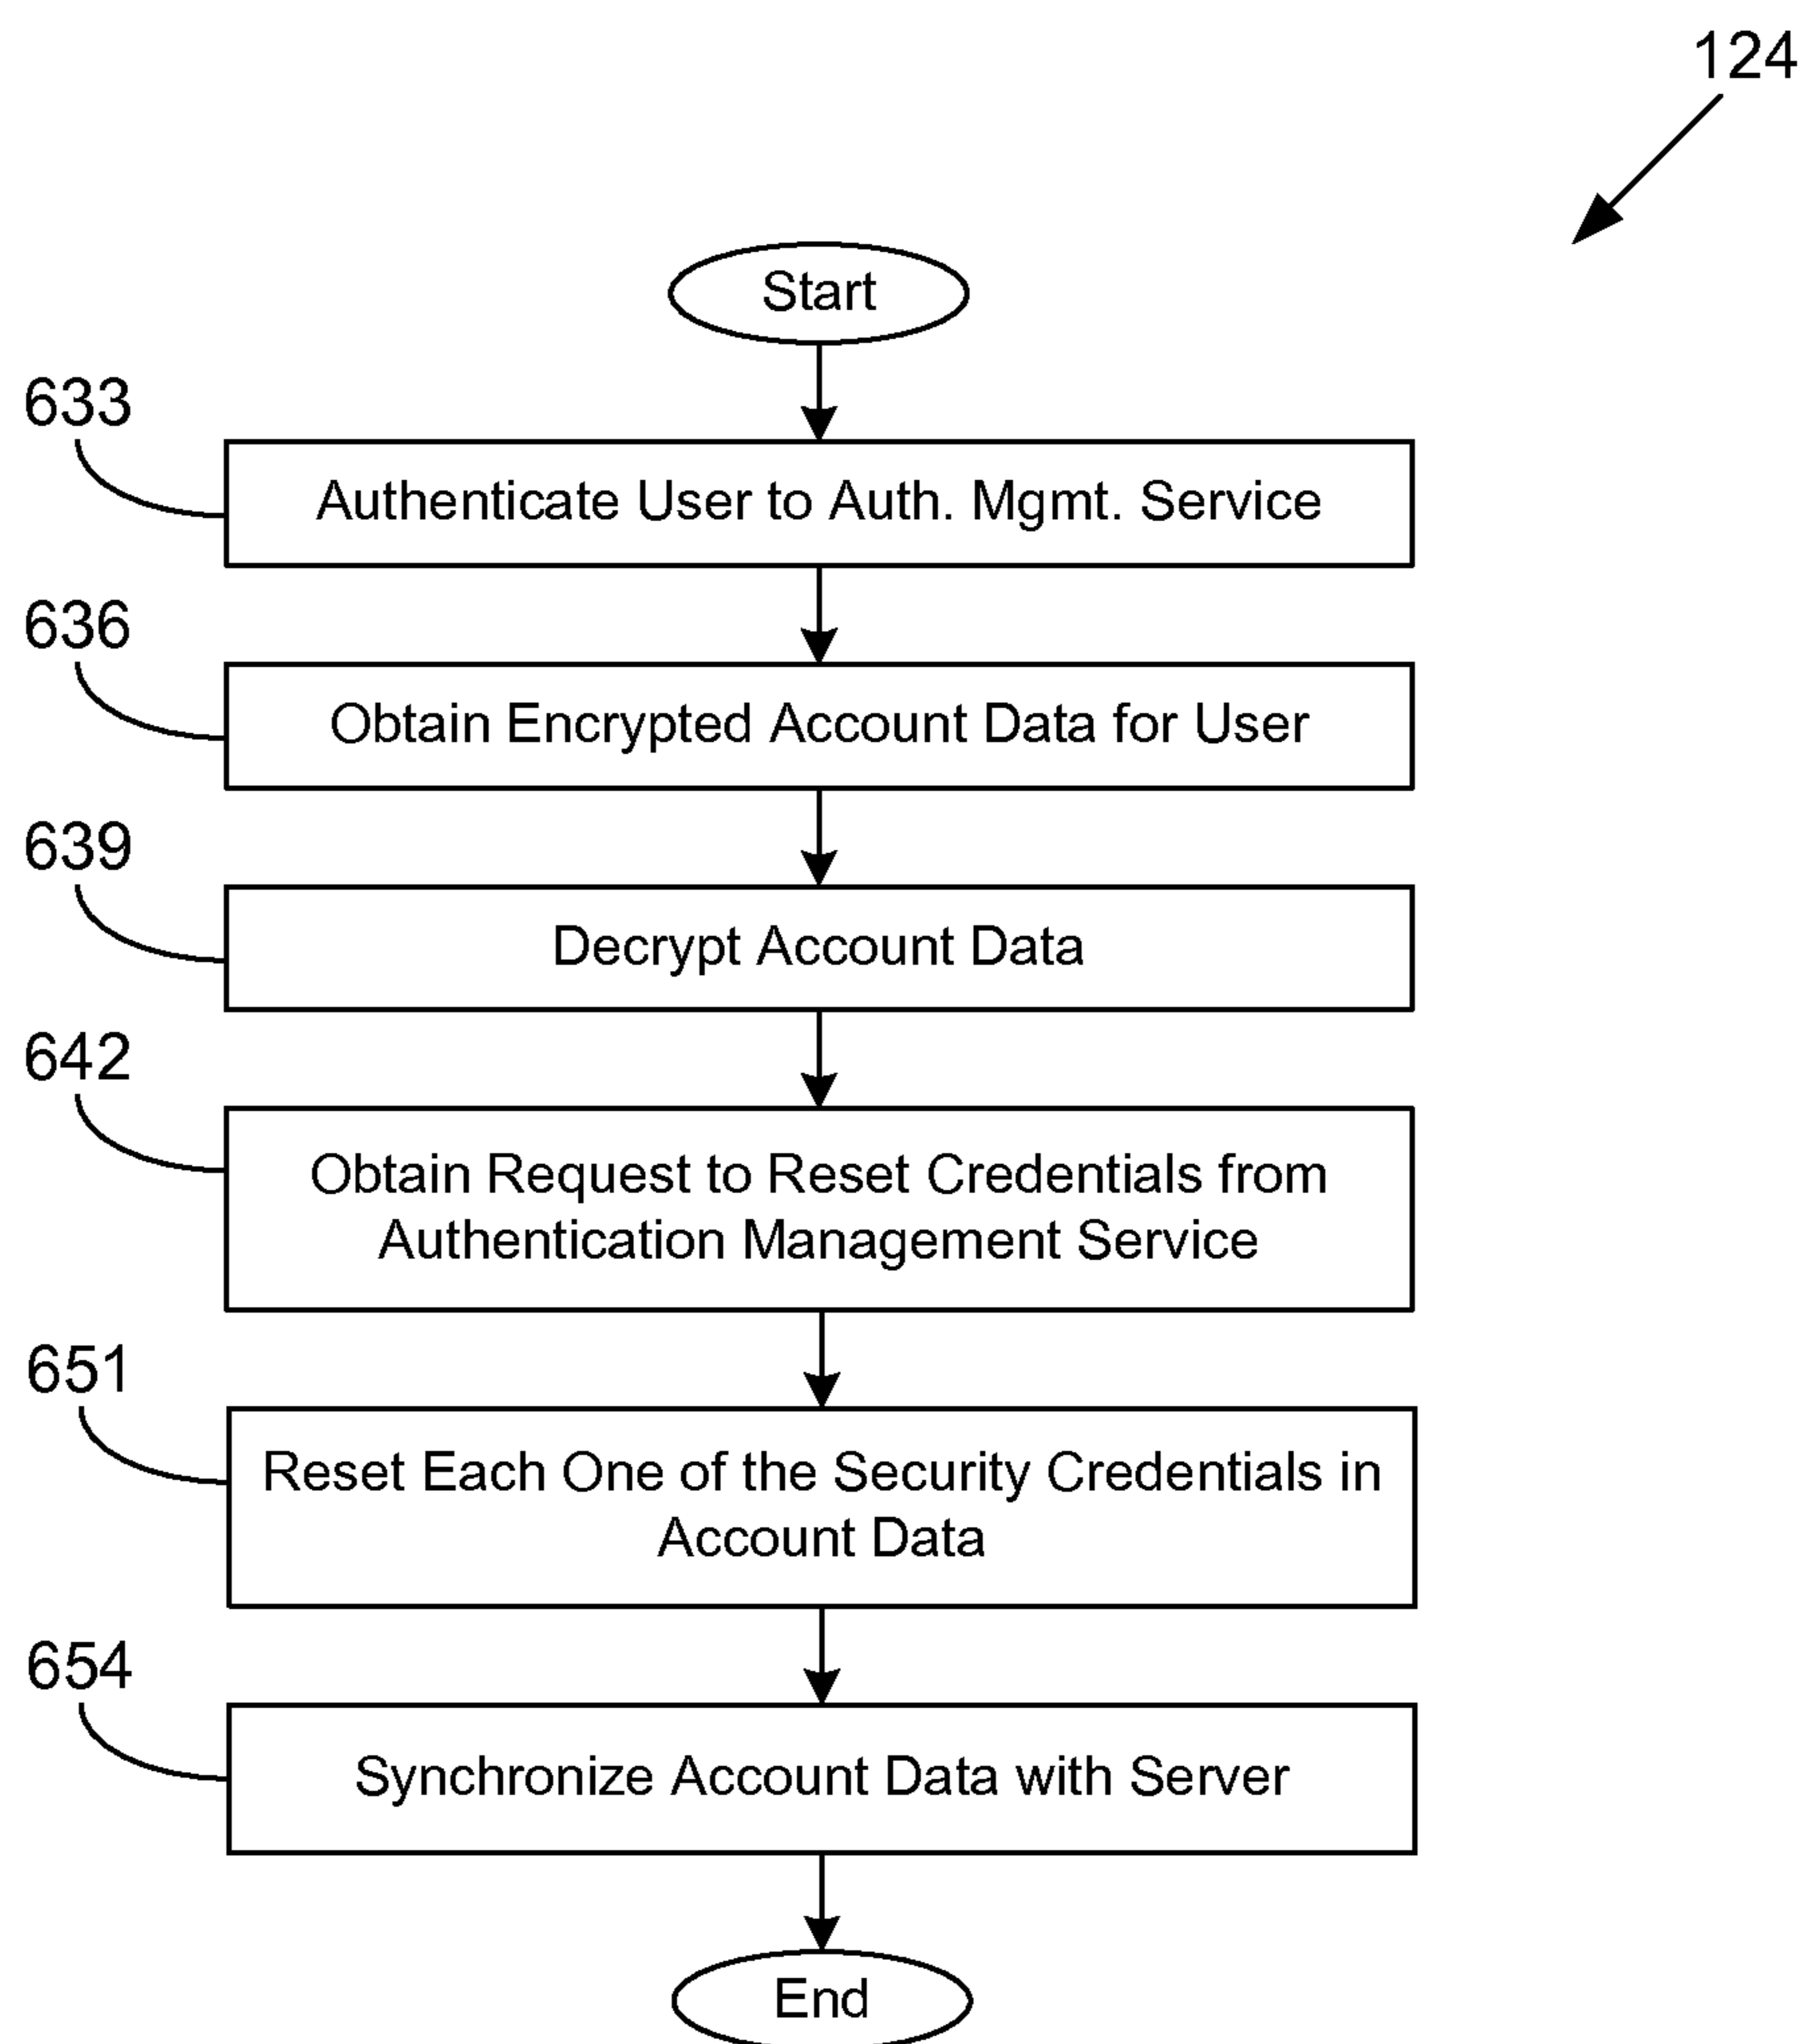 124
Start
633
Authenticate User to Auth. Mgmt. Service
636
Obtain Encrypted Account Data for User
639
Decrypt Account Data
642
Obtain Request to Reset Credentials from
Authentication Management Service
651
Reset Each One of the Security Credentials in
Account Data
654
Synchronize Account Data with Server
End